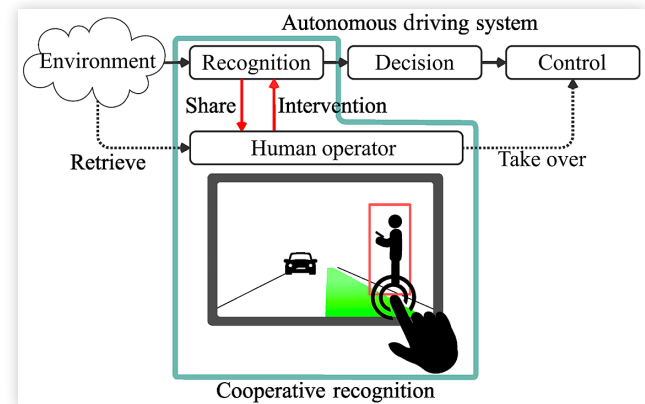 Autonomous driving system
Environment
Recognition
Decision
Control
Share
Intervention
Retrieve
Human operator
Take over
Cooperative recognition